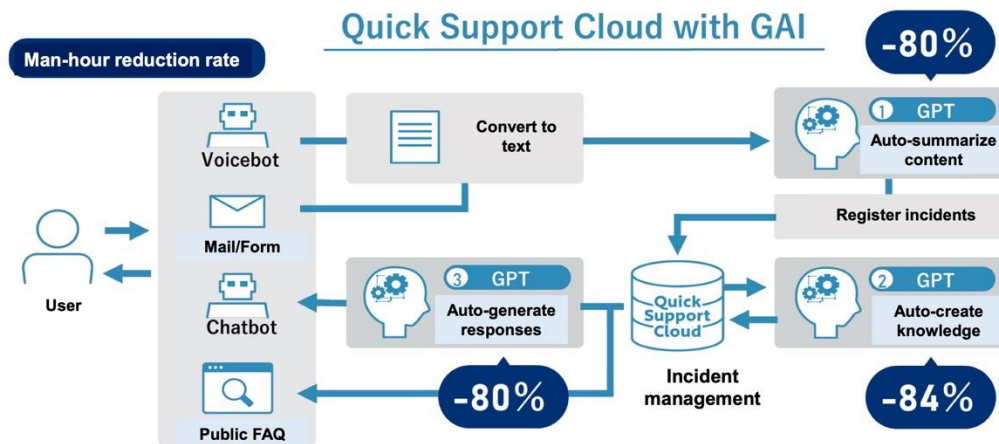 Quick Support Cloud with GAI
Man-hour reduction rate
-80%
Voicebot
Convert to
text
1 GPT
Auto-summarize
content
Mail/Form
Register incidents
User
Chatbot
3 GPT
Auto-generate
responses
Quick
Support
Cloud
2 GPT
Auto-create
knowledge
-80%
Incident
management
-84%
Public FAQ